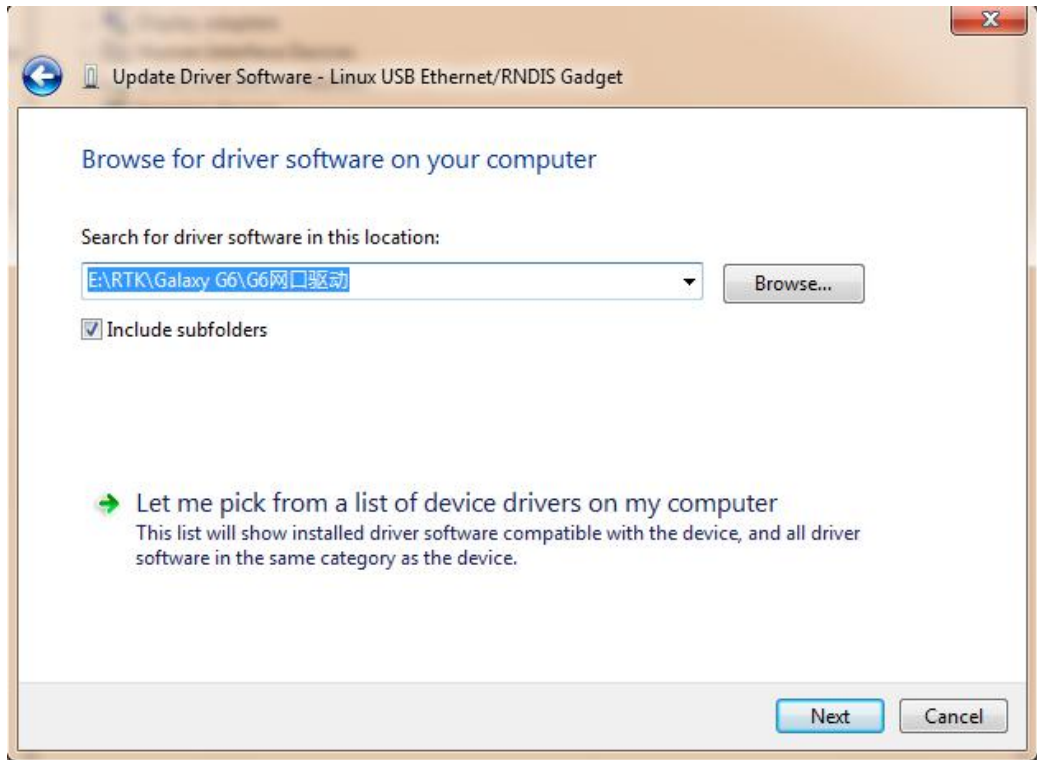 Update Driver Software - Linux USB Ethernet/RNDIS Gadget
Browse for driver software on your computer
Search for driver software in this location:
E:\RTK\Galaxy G6\G6网口驱动
Browse...
Include subfolders
Let me pick from a list of device drivers on my computer
This list will show installed driver software compatible with the device, and all driver
software in the same category as the device.
Next
Cancel